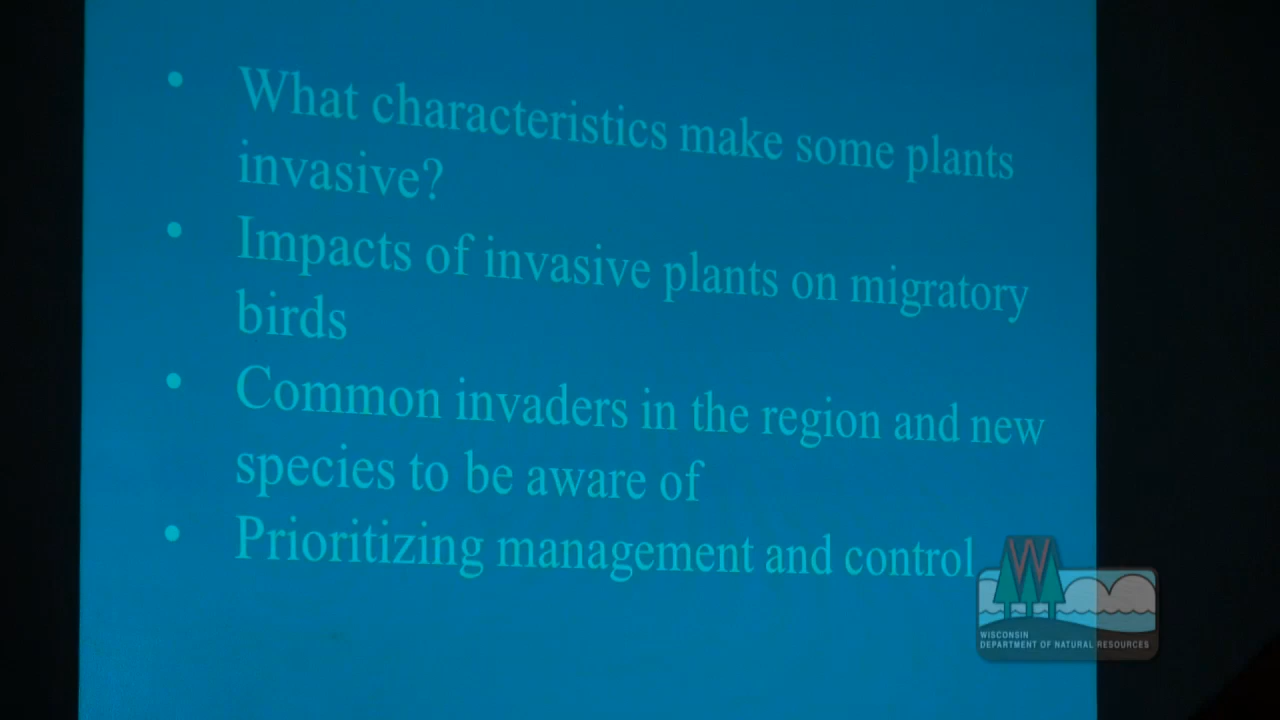 • What characteristics make some plants
invasive?
• Impacts of invasive plants on migratory
birds
• Common invaders in the region and new
species to be aware of
• Prioritizing management and control
W
WISCONSIN
DEPARTMENT OF NATURAL RESOURCES